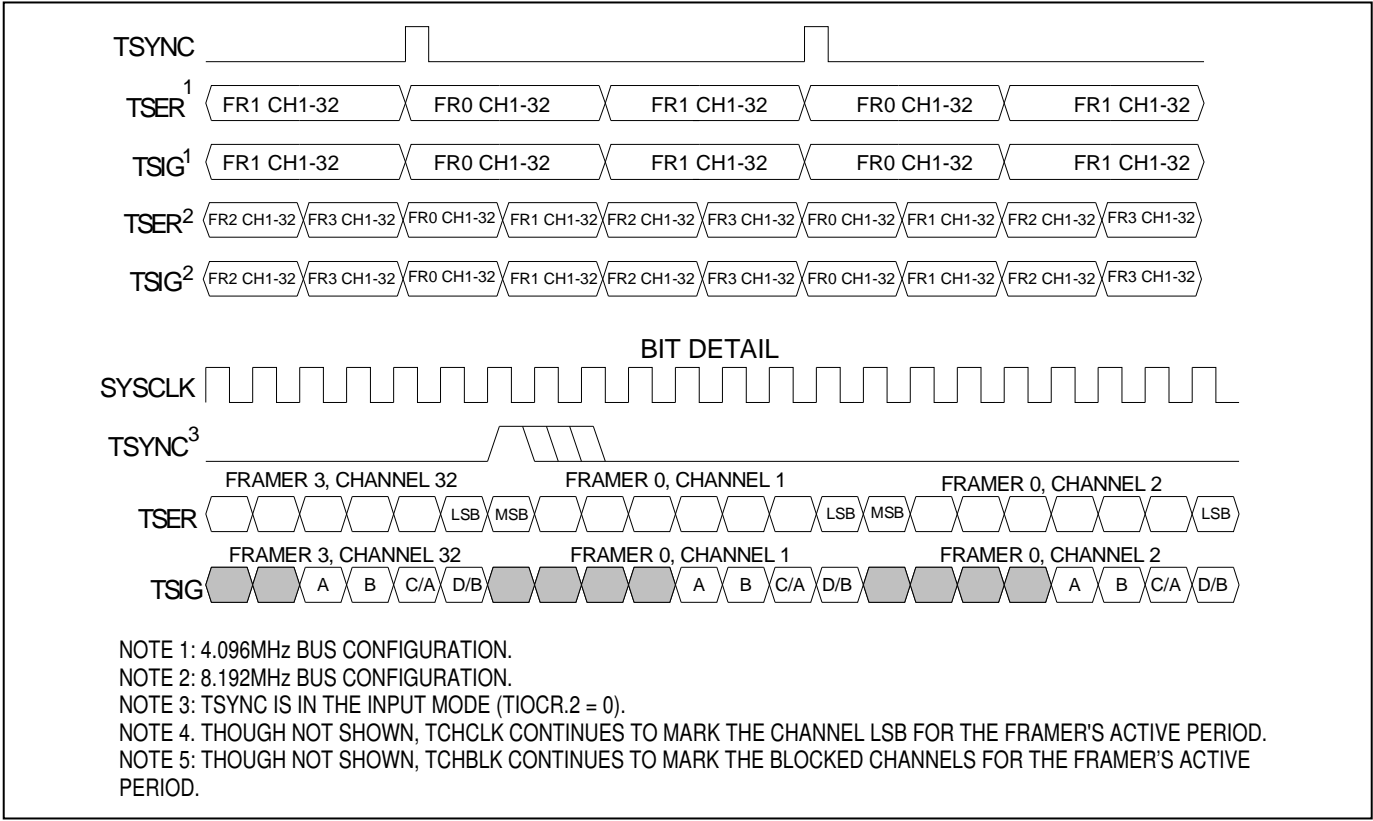 TSYNC
TSER1 FR1 CH1-32 FR0 CH1-32 FR1 CH1-32 FR0 CH1-32 FR1 CH1-32
TSIG1 FR1 CH1-32 FR0 CH1-32 FR1 CH1-32 FR0 CH1-32 FR1 CH1-32
TSER2 FR2 CH1-32 FR3 CH1-32 FR0 CH1-32 FR1 CH1-32 FR2 CH1-32 FR3 CH1-32 FR0 CH1-32 FR1 CH1-32 FR2 CH1-32 FR3 CH1-32
TSIG2 FR2 CH1-32 FR3 CH1-32 FR0 CH1-32 FR1 CH1-32 FR2 CH1-32 FR3 CH1-32 FR0 CH1-32 FR1 CH1-32 FR2 CH1-32 FR3 CH1-32
BIT DETAIL
SYSCLK
TSYNC3
FRAMER 3, CHANNEL 32 FRAMER 0, CHANNEL 1 FRAMER 0, CHANNEL 2
TSER LSB MSB LSB MSB LSB
FRAMER 3, CHANNEL 32 FRAMER 0, CHANNEL 1 FRAMER 0, CHANNEL 2
TSIG A B C/A D/B A B C/A D/B A B C/A D/B
NOTE 1: 4.096MHz BUS CONFIGURATION.
NOTE 2: 8.192MHz BUS CONFIGURATION.
NOTE 3: TSYNC IS IN THE INPUT MODE (TIOCR.2 = 0).
NOTE 4. THOUGH NOT SHOWN, TCHCLK CONTINUES TO MARK THE CHANNEL LSB FOR THE FRAMER'S ACTIVE PERIOD.
NOTE 5: THOUGH NOT SHOWN, TCHBLK CONTINUES TO MARK THE BLOCKED CHANNELS FOR THE FRAMER’S ACTIVE
PERIOD.